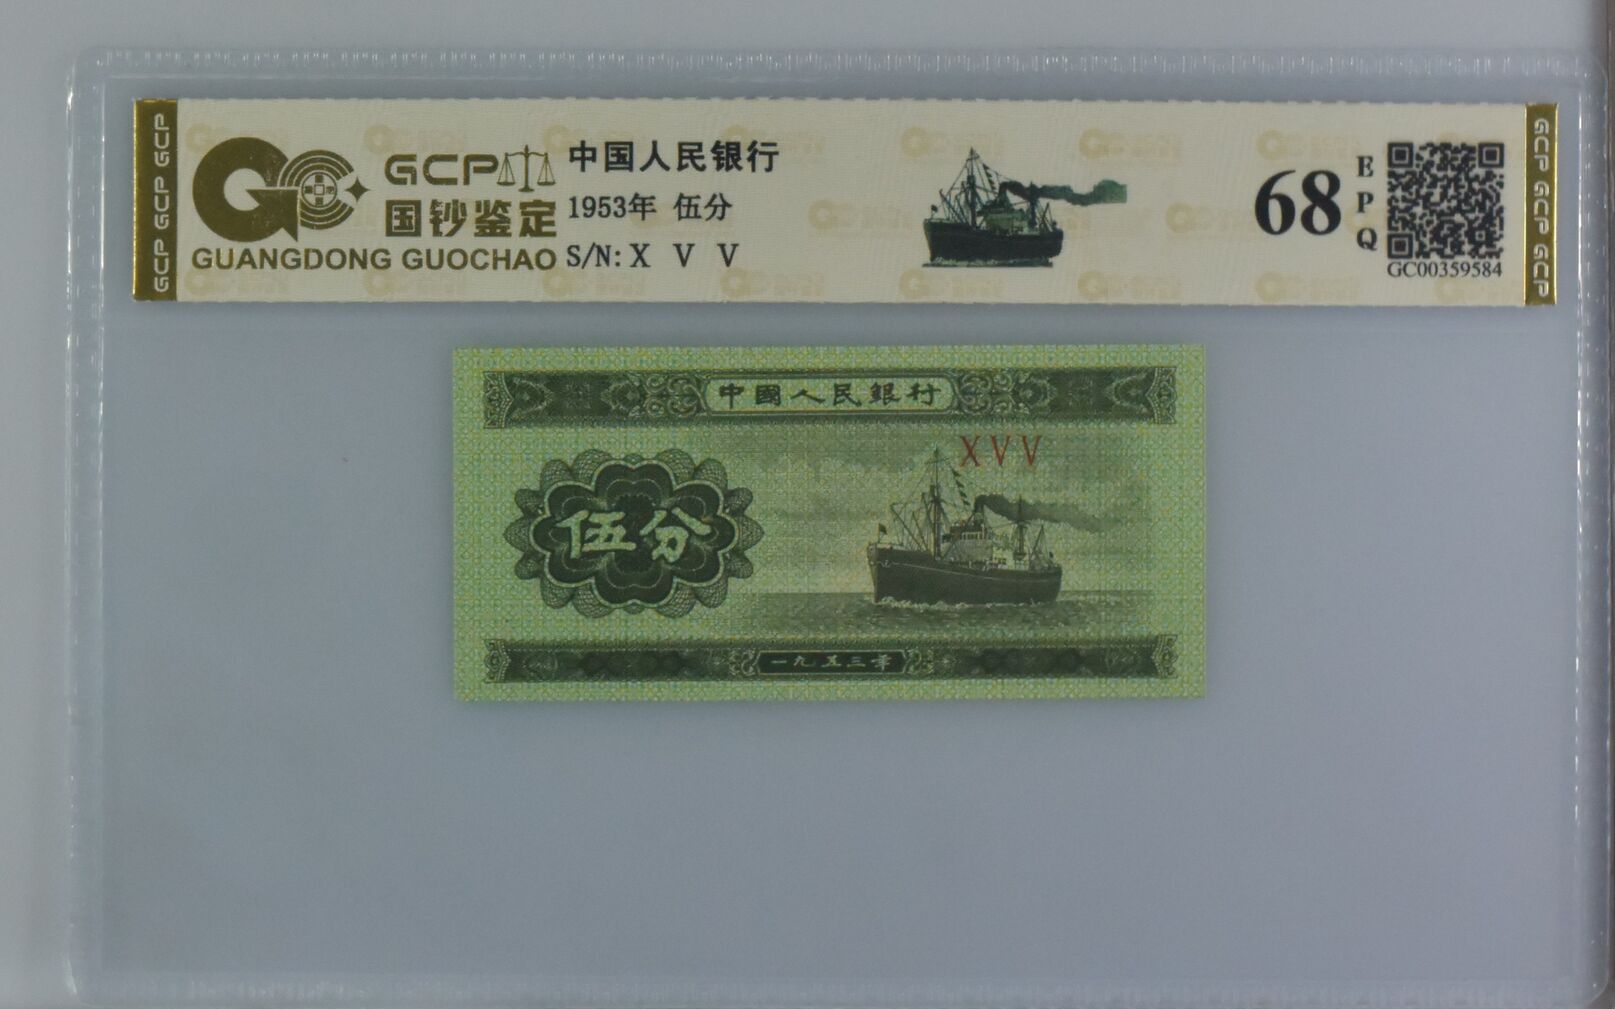 GCP GCP GCP
GCP
国钞鉴定
GUANGDONG GUOCHAO
中国人民银行
1953年 伍分
S/N: X V V
68
EPQ
GC00359584
GCP GCP GCP
中國人民銀行
XVV
伍分
一九五三年